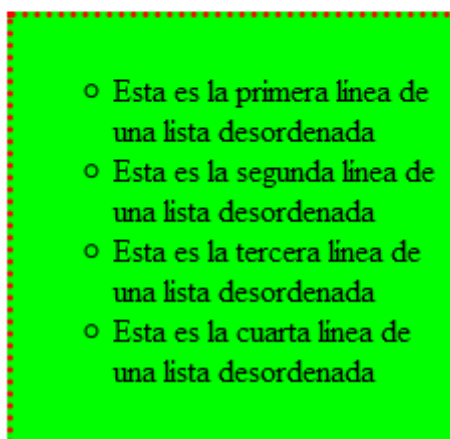 Esta es la primera línea de
una lista desordenada
Esta es la segunda línea de
una lista desordenada
Esta es la tercera línea de
una lista desordenada
Esta es la cuarta línea de
una lista desordenada